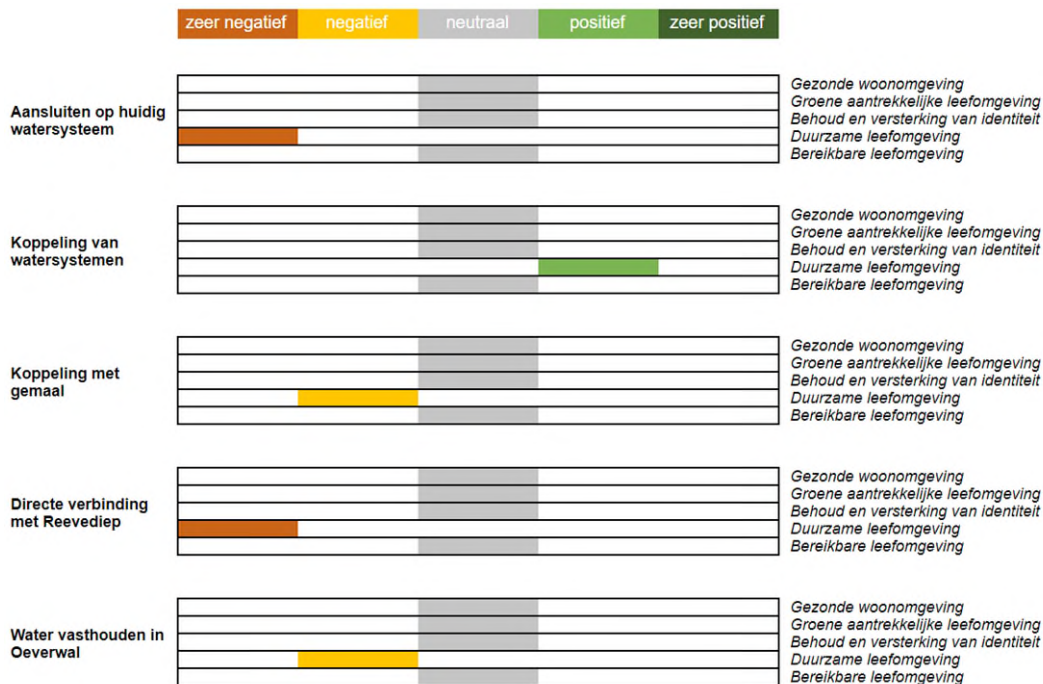 zeer negatief negatief neutraal positief zeer positief
Aansluiten op huidig
watersysteem
Gezonde woonomgeving
Groene aantrekkelijke leefomgeving
Behoud en versterking van identiteit
Duurzame leefomgeving
Bereikbare leefomgeving
Koppeling van
watersystemen
Gezonde woonomgeving
Groene aantrekkelijke leefomgeving
Behoud en versterking van identiteit
Duurzame leefomgeving
Bereikbare leefomgeving
Koppeling met
gemaal
Gezonde woonomgeving
Groene aantrekkelijke leefomgeving
Behoud en versterking van identiteit
Duurzame leefomgeving
Bereikbare leefomgeving
Directe verbinding
met Reevediep
Gezonde woonomgeving
Groene aantrekkelijke leefomgeving
Behoud en versterking van identiteit
Duurzame leefomgeving
Bereikbare leefomgeving
Water vasthouden in
Oeverwal
Gezonde woonomgeving
Groene aantrekkelijke leefomgeving
Behoud en versterking van identiteit
Duurzame leefomgeving
Bereikbare leefomgeving